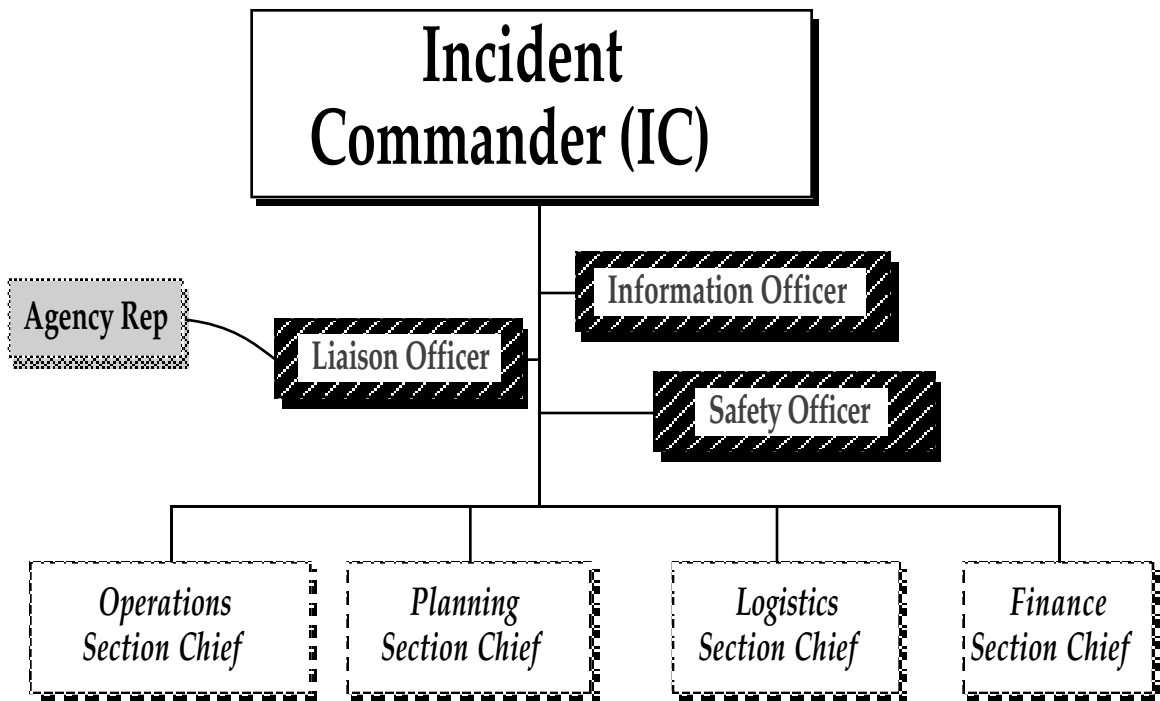 Incident
Commander (IC)
Information Officer
Agency Rep
Liaison Officer
Safety Officer
Operations
Section Chief
Planning
Section Chief
Logistics
Section Chief
Finance
Section Chief